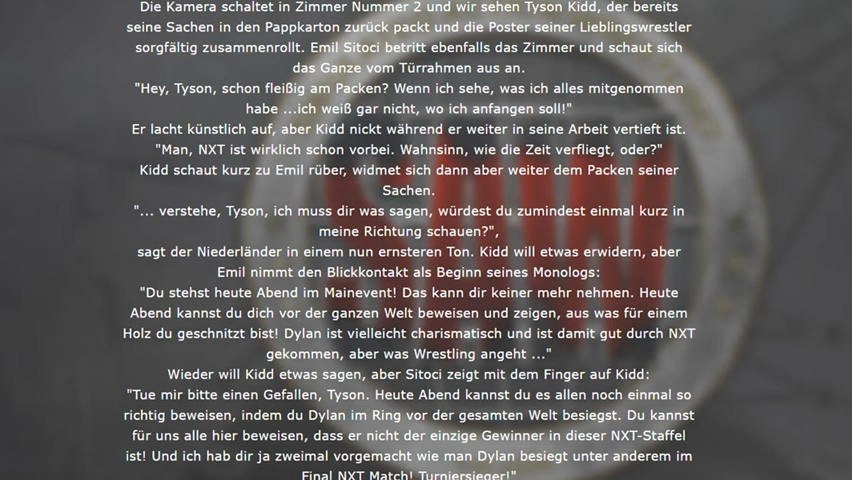 Die Kamera schaltet in Zimmer Nummer 2 und wir sehen Tyson Kidd, der bereits
seine Sachen in den Pappkarton zurück packt und die Poster seiner Lieblingswrestler
sorgfältig zusammenrollt. Emil Sitoci betritt ebenfalls das Zimmer und schaut sich
das Ganze vom Türrahmen aus an.
"Hey, Tyson, schon fleißig am Packen? Wenn ich sehe, was ich alles mitgenommen
habe ...ich weiß gar nicht, wo ich anfangen soll!"
Er lacht künstlich auf, aber Kidd nickt während er weiter in seine Arbeit vertieft ist.
"Man, NXT ist wirklich schon vorbei. Wahnsinn, wie die Zeit verfliegt, oder?"
Kidd schaut kurz zu Emil rüber, widmet sich dann aber weiter dem Packen seiner
Sachen.
"... verstehe, Tyson, ich muss dir was sagen, würdest du zumindest einmal kurz in
meine Richtung schauen?",
sagt der Niederländer in einem nun ernsteren Ton. Kidd will etwas erwidern, aber
Emil nimmt den Blickkontakt als Beginn seines Monologs:
"Du stehst heute Abend im Mainevent! Das kann dir keiner mehr nehmen. Heute
Abend kannst du dich vor der ganzen Welt beweisen und zeigen, aus was für einem
Holz du geschnitzt bist! Dylan ist vielleicht charismatisch und ist damit gut durch NXT
gekommen, aber was Wrestling angeht ..."
Wieder will Kidd etwas sagen, aber Sitoci zeigt mit dem Finger auf Kidd:
"Tue mir bitte einen Gefallen, Tyson. Heute Abend kannst du es allen noch einmal so
richtig beweisen, indem du Dylan im Ring vor der gesamten Welt besiegst. Du kannst
für uns alle hier beweisen, dass er nicht der einzige Gewinner in dieser NXT-Staffel
ist! Und ich hab dir ja zweimal vorgemacht wie man Dylan besiegt unter anderem im
Final NXT Match! Turniersieger!"